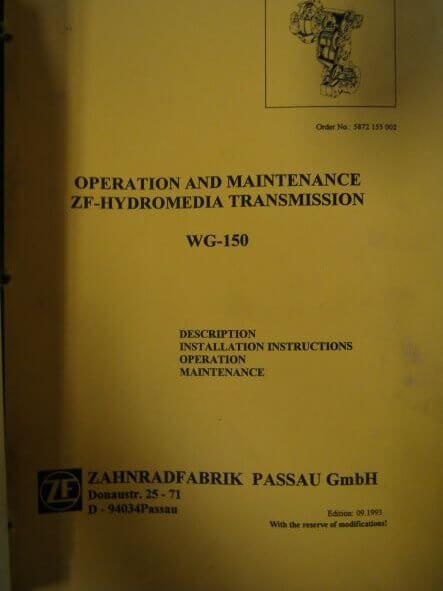 Order No.: 5872 155 002
OPERATION AND MAINTENANCE
ZF-HYDROMEDIA TRANSMISSION
WG-150
DESCRIPTION
INSTALLATION INSTRUCTIONS
OPERATION
MAINTENANCE
ZF
ZAHNRADFABRIK PASSAU GmbH
Donaustr. 25 - 71
D - 94034Passau
Edition: 09.1993
With the reserve of modifications!